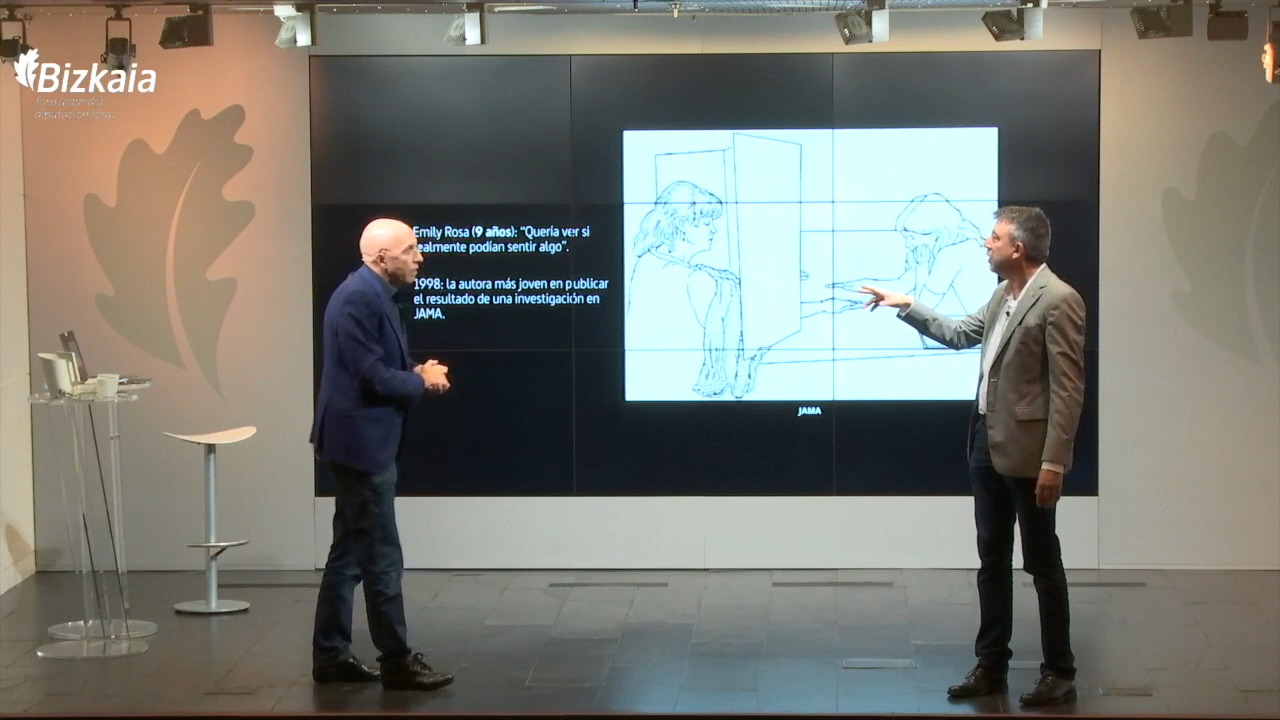 Bizkaia
Emily Rosa (9 años): “Quería ver si
ealmente podían sentir algo”.
1998: la autora más joven en publicar
el resultado de una investigación en
JAMA.
JAMA